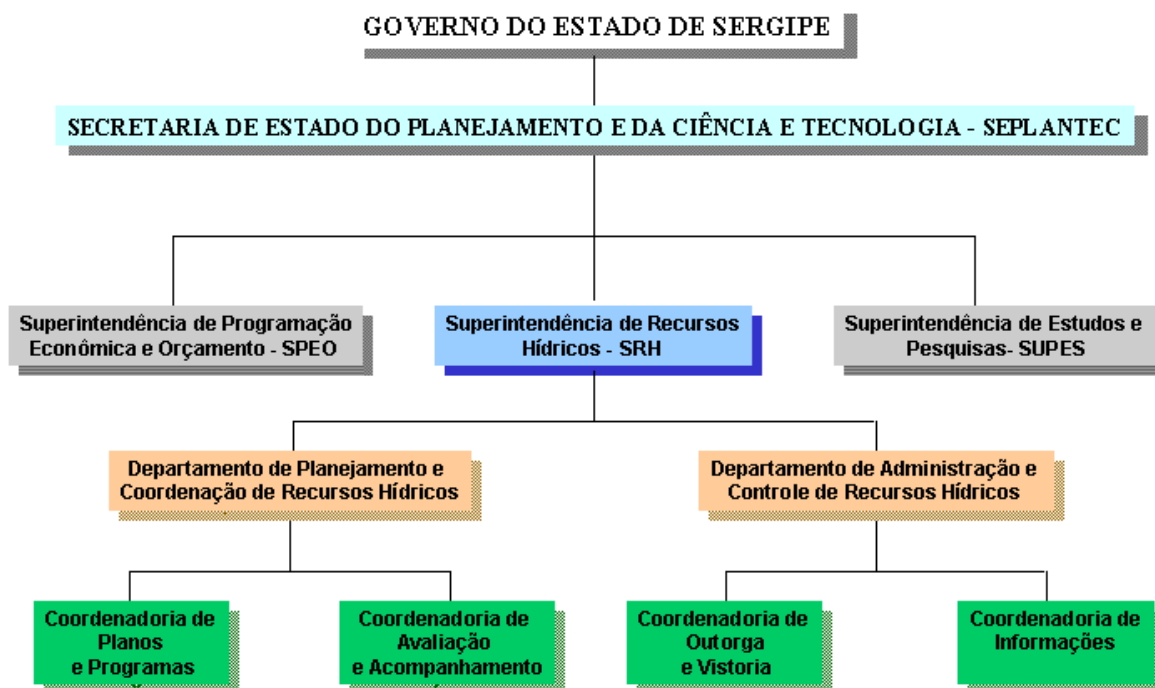 GOVERNO DO ESTADO DE SERGIPE
SECRETARIA DE ESTADO DO PLANEJAMENTO E DA CIÊNCIA E TECNOLOGIA - SEPLANTEC
Superintendência de Programação
Econômica e Orçamento - SPEO
Superintendência de Recursos
Hídricos - SRH
Superintendência de Estudos e
Pesquisas- SUPES
Departamento de Planejamento e
Coordenação de Recursos Hídricos
Departamento de Administração e
Controle de Recursos Hídricos
Coordenadoria de
Planos
e Programas
Coordenadoria de
Avaliação
e Acompanhamento
Coordenadoria de
Outorga
e Vistoria
Coordenadoria de
Informações